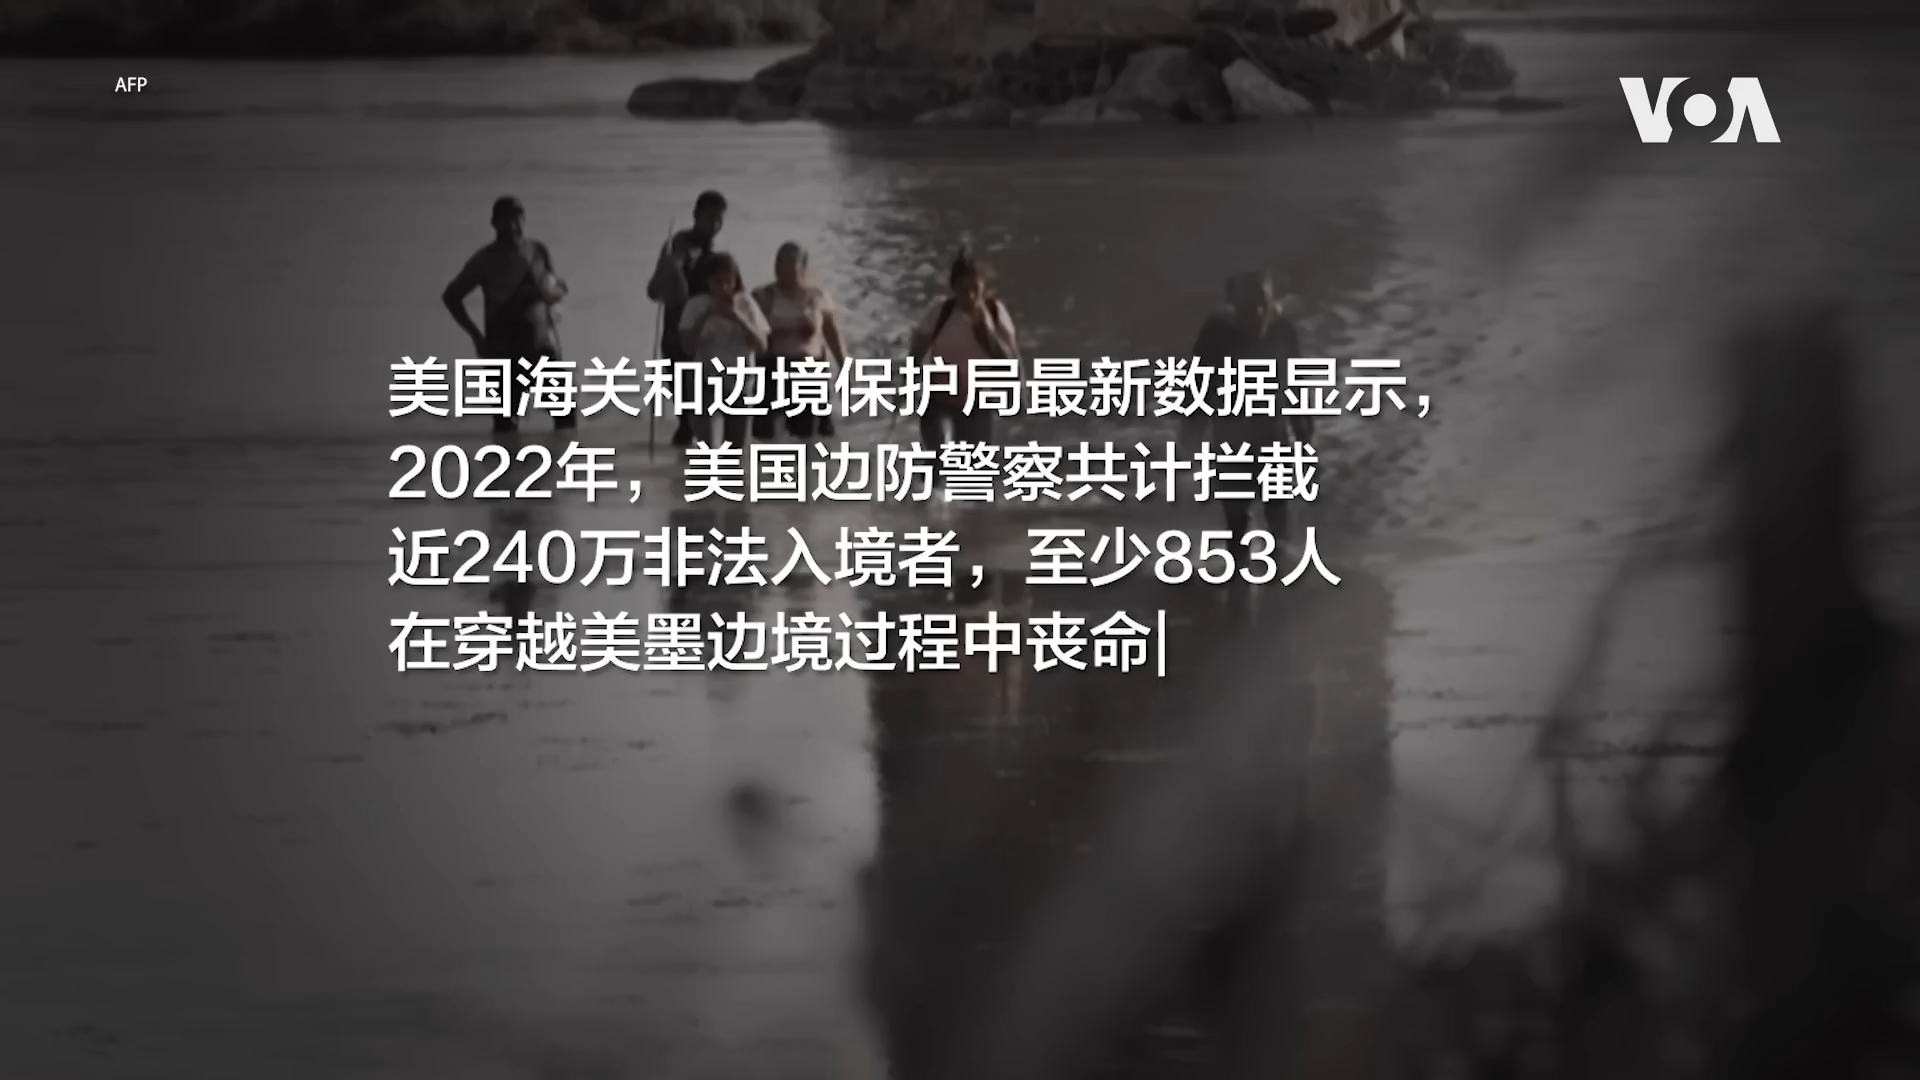 AFP
VOA
美国海关和边境保护局最新数据显示，
2022年，美国边防警察共计拦截
近240万非法入境者，至少853人
在穿越美墨边境过程中丧命|